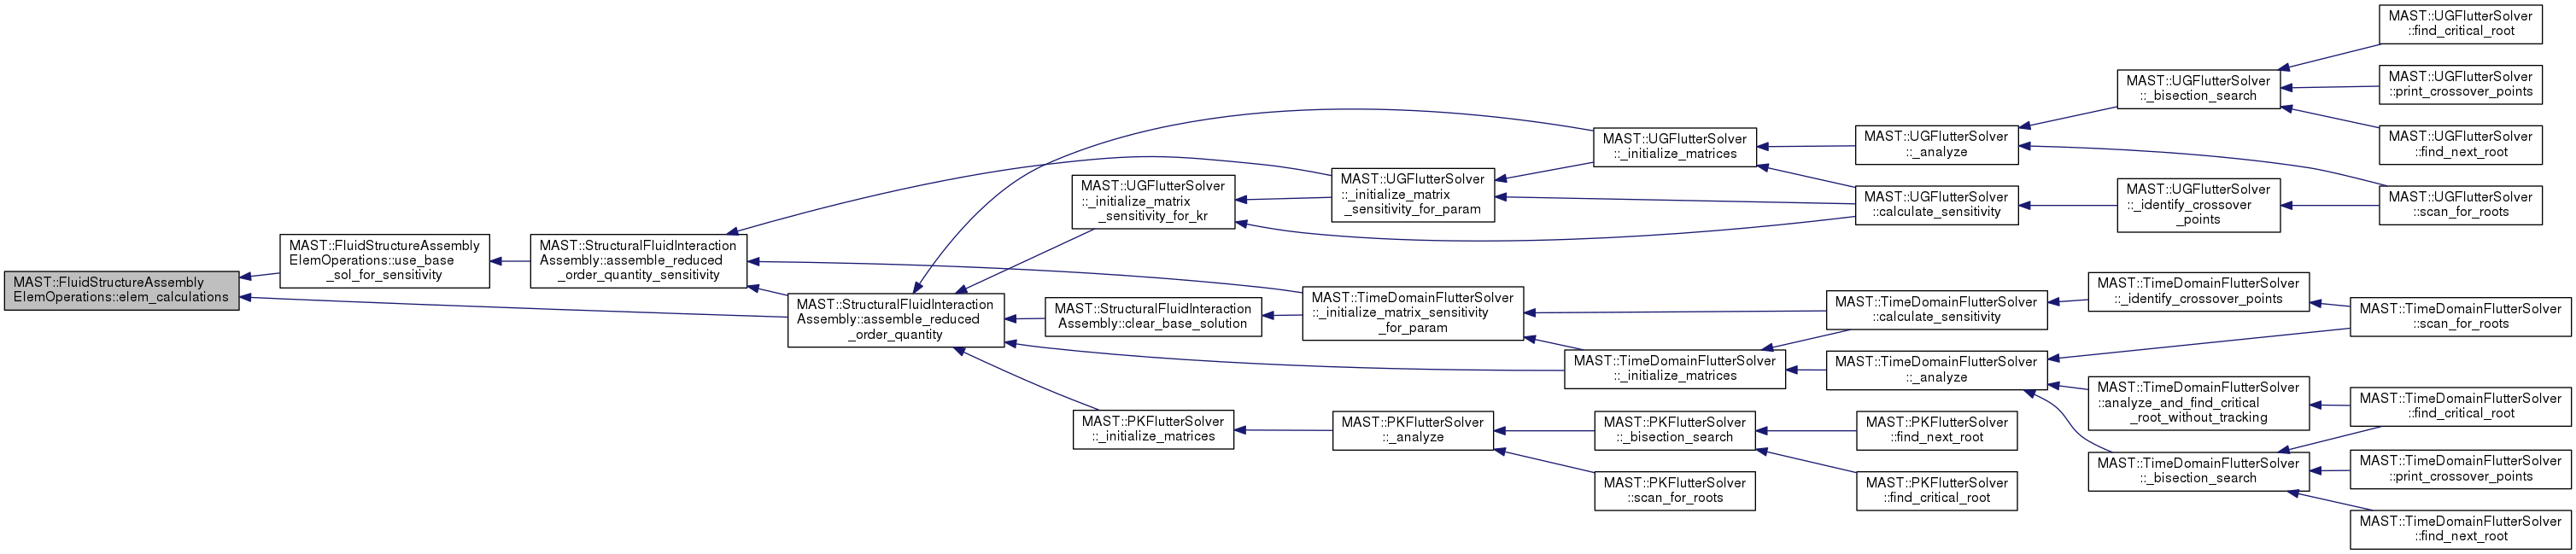 MAST::FluidStructureAssembly
ElemOperations::elem_calculations
MAST::FluidStructureAssembly
ElemOperations::use_base
_sol_for_sensitivity
MAST::StructuralFluidInteraction
Assembly::assemble_reduced
_order_quantity_sensitivity
MAST::StructuralFluidInteraction
Assembly::assemble_reduced
_order_quantity
MAST::UGFlutterSolver
::_initialize_matrix
_sensitivity_for_kr
MAST::StructuralFluidInteraction
Assembly::clear_base_solution
MAST::PKFlutterSolver
::_initialize_matrices
MAST::UGFlutterSolver
::_initialize_matrix
_sensitivity_for_param
MAST::TimeDomainFlutterSolver
::_initialize_matrix_sensitivity
_for_param
MAST::PKFlutterSolver
::_analyze
MAST::UGFlutterSolver
::_initialize_matrices
MAST::TimeDomainFlutterSolver
::_initialize_matrices
MAST::PKFlutterSolver
::_bisection_search
MAST::PKFlutterSolver
::scan_for_roots
MAST::UGFlutterSolver
::_analyze
MAST::UGFlutterSolver
::calculate_sensitivity
MAST::TimeDomainFlutterSolver
::calculate_sensitivity
MAST::TimeDomainFlutterSolver
::_analyze
MAST::PKFlutterSolver
::find_next_root
MAST::PKFlutterSolver
::find_critical_root
MAST::UGFlutterSolver
::_bisection_search
MAST::UGFlutterSolver
::_identify_crossover
_points
MAST::TimeDomainFlutterSolver
::_identify_crossover_points
MAST::TimeDomainFlutterSolver
::analyze_and_find_critical
_root_without_tracking
MAST::TimeDomainFlutterSolver
::_bisection_search
MAST::UGFlutterSolver
::find_critical_root
MAST::UGFlutterSolver
::print_crossover_points
MAST::UGFlutterSolver
::find_next_root
MAST::UGFlutterSolver
::scan_for_roots
MAST::TimeDomainFlutterSolver
::scan_for_roots
MAST::TimeDomainFlutterSolver
::find_critical_root
MAST::TimeDomainFlutterSolver
::print_crossover_points
MAST::TimeDomainFlutterSolver
::find_next_root